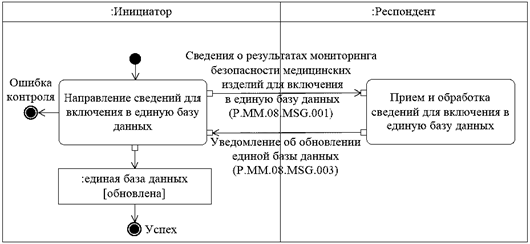 :Инициатор
:Респондент
Сведения о результатах мониторинга
безопасности медицинских
изделий для включения
в единую базу данных
(P.MM.08.MSG.001)
Ошибка
контроля
Направление сведений для
включения в единую базу
данных
Прием и обработка
сведений для включения в
единую базу данных
Уведомление об обновлении
единой базы данных
(P.MM.08.MSG.003)
:единая база данных
[обновлена]
Успех